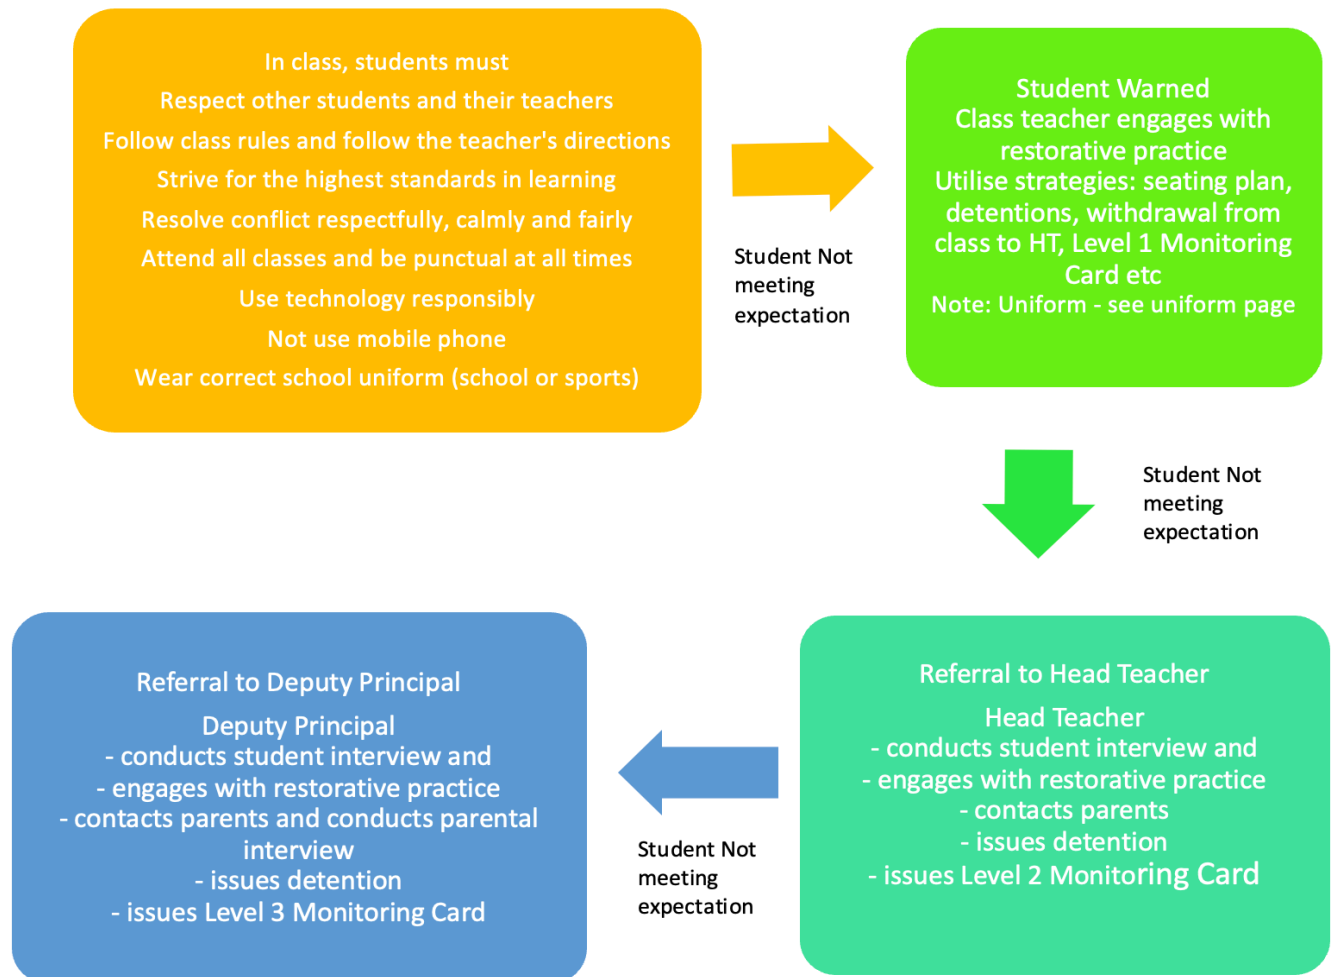 In class, students must
Respect other students and their teachers
Follow class rules and follow the teacher's directions
Strive for the highest standards in learning
Resolve conflict respectfully, calmly and fairly
Attend all classes and be punctual at all times
Use technology responsibly
Not use mobile phone
Wear correct school uniform (school or sports)
Student Not
meeting
expectation
Student Warned
Class teacher engages with
restorative practice
Utilise strategies: seating plan,
detentions, withdrawal from
class to HT, Level 1 Monitoring
Card etc
Note: Uniform - see uniform page
Student Not
meeting
expectation
Referral to Head Teacher
Head Teacher
- conducts student interview and
- engages with restorative practice
- contacts parents
- issues detention
- issues Level 2 Monitoring Card
Student Not
meeting
expectation
Referral to Deputy Principal
Deputy Principal
- conducts student interview and
- engages with restorative practice
- contacts parents and conducts parental
interview
- issues detention
- issues Level 3 Monitoring Card